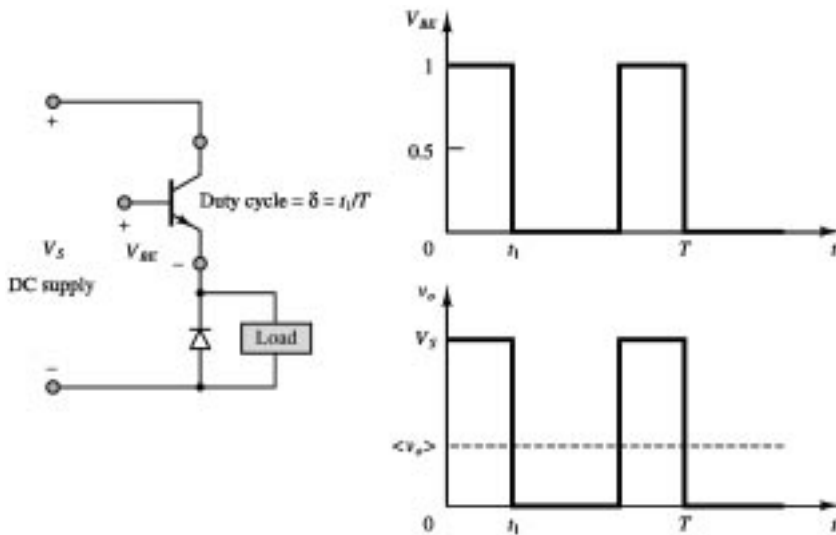 +
Duty cycle = δ = t₁/T
+
V_S
V_BE
−
DC supply
Load
−
V_BE
1
0.5
0
t₁
T
t
v_o
V_S
<v_o>
0
t₁
T
t